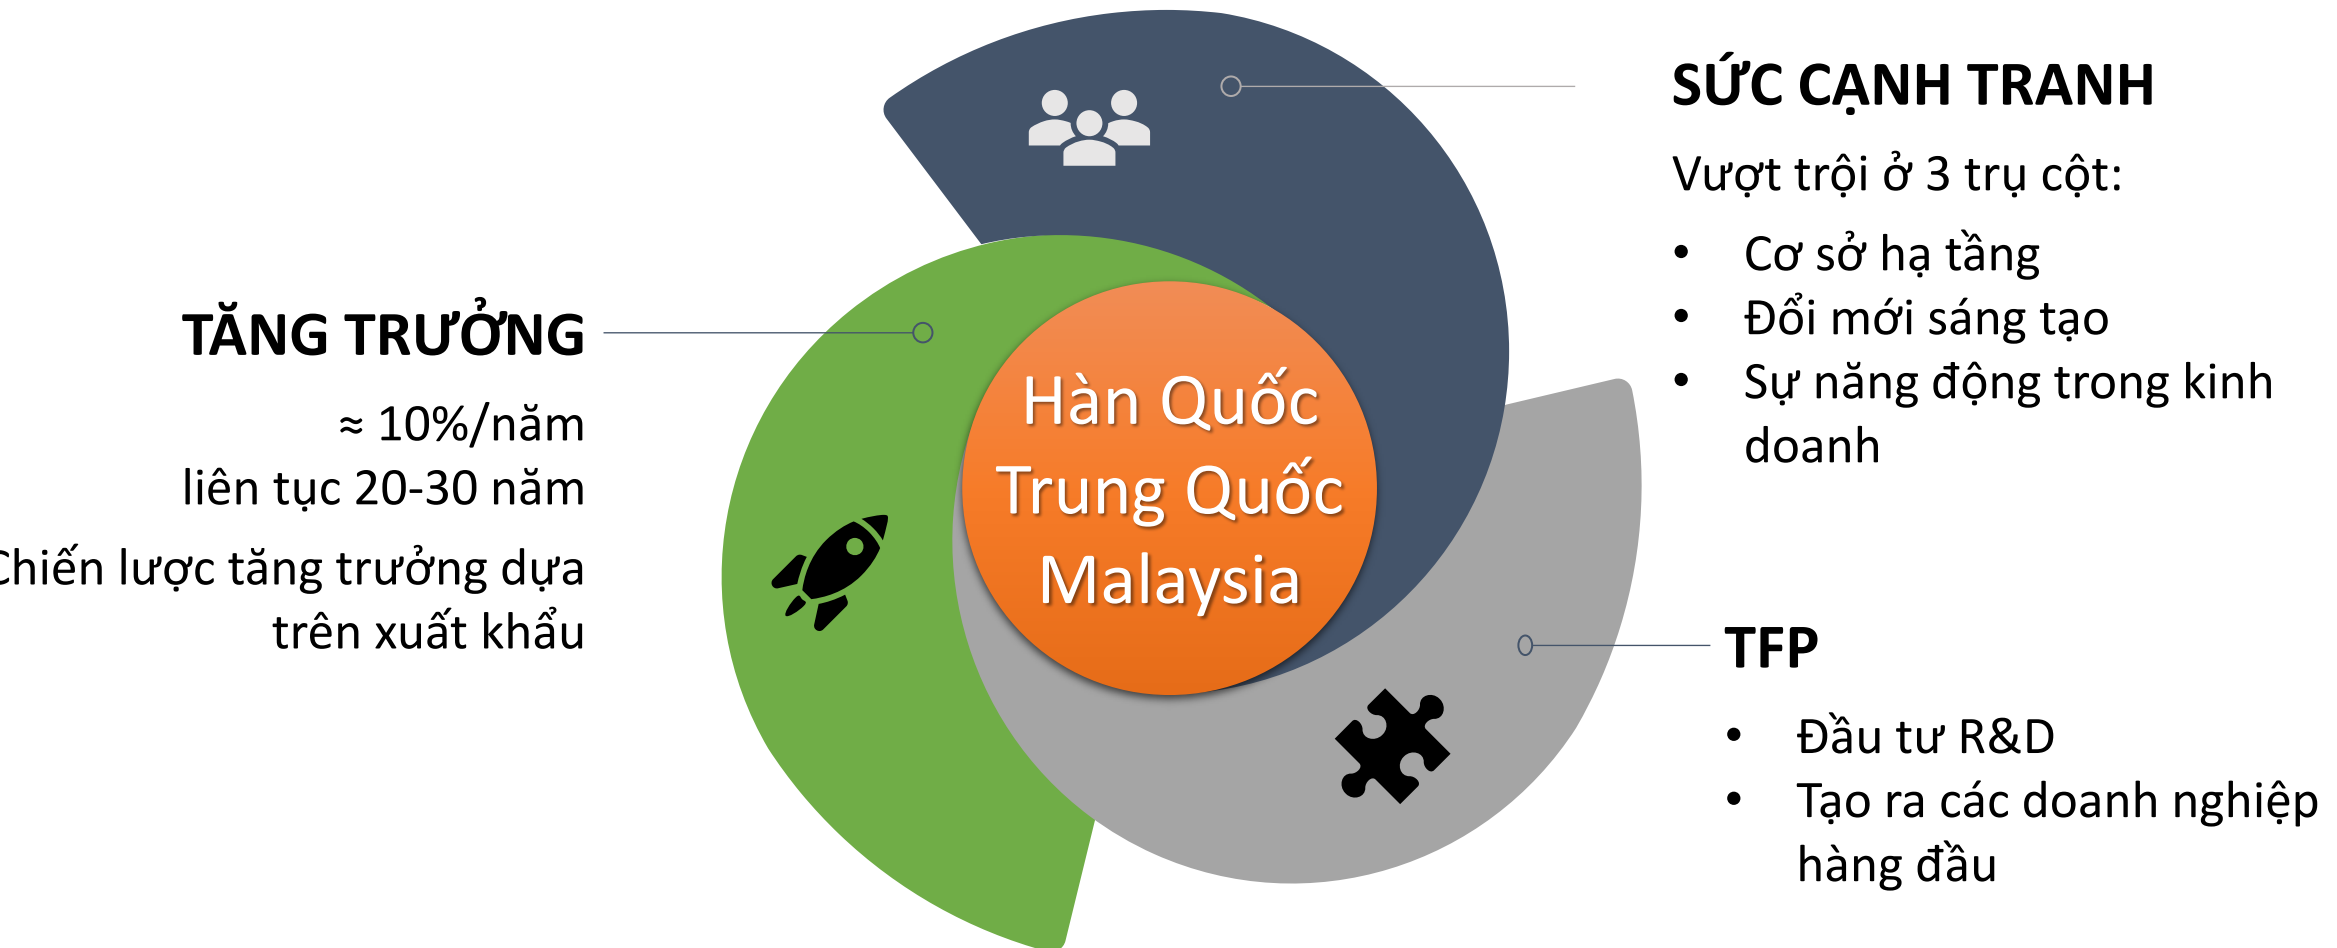 SỨC CẠNH TRANH
Vượt trội ở 3 trụ cột:
• Cơ sở hạ tầng
• Đổi mới sáng tạo
• Sự năng động trong kinh
doanh
TĂNG TRƯỞNG
≈ 10%/năm
liên tục 20-30 năm
Chiến lược tăng trưởng dựa
trên xuất khẩu
Hàn Quốc
Trung Quốc
Malaysia
TFP
• Đầu tư R&D
• Tạo ra các doanh nghiệp
hàng đầu